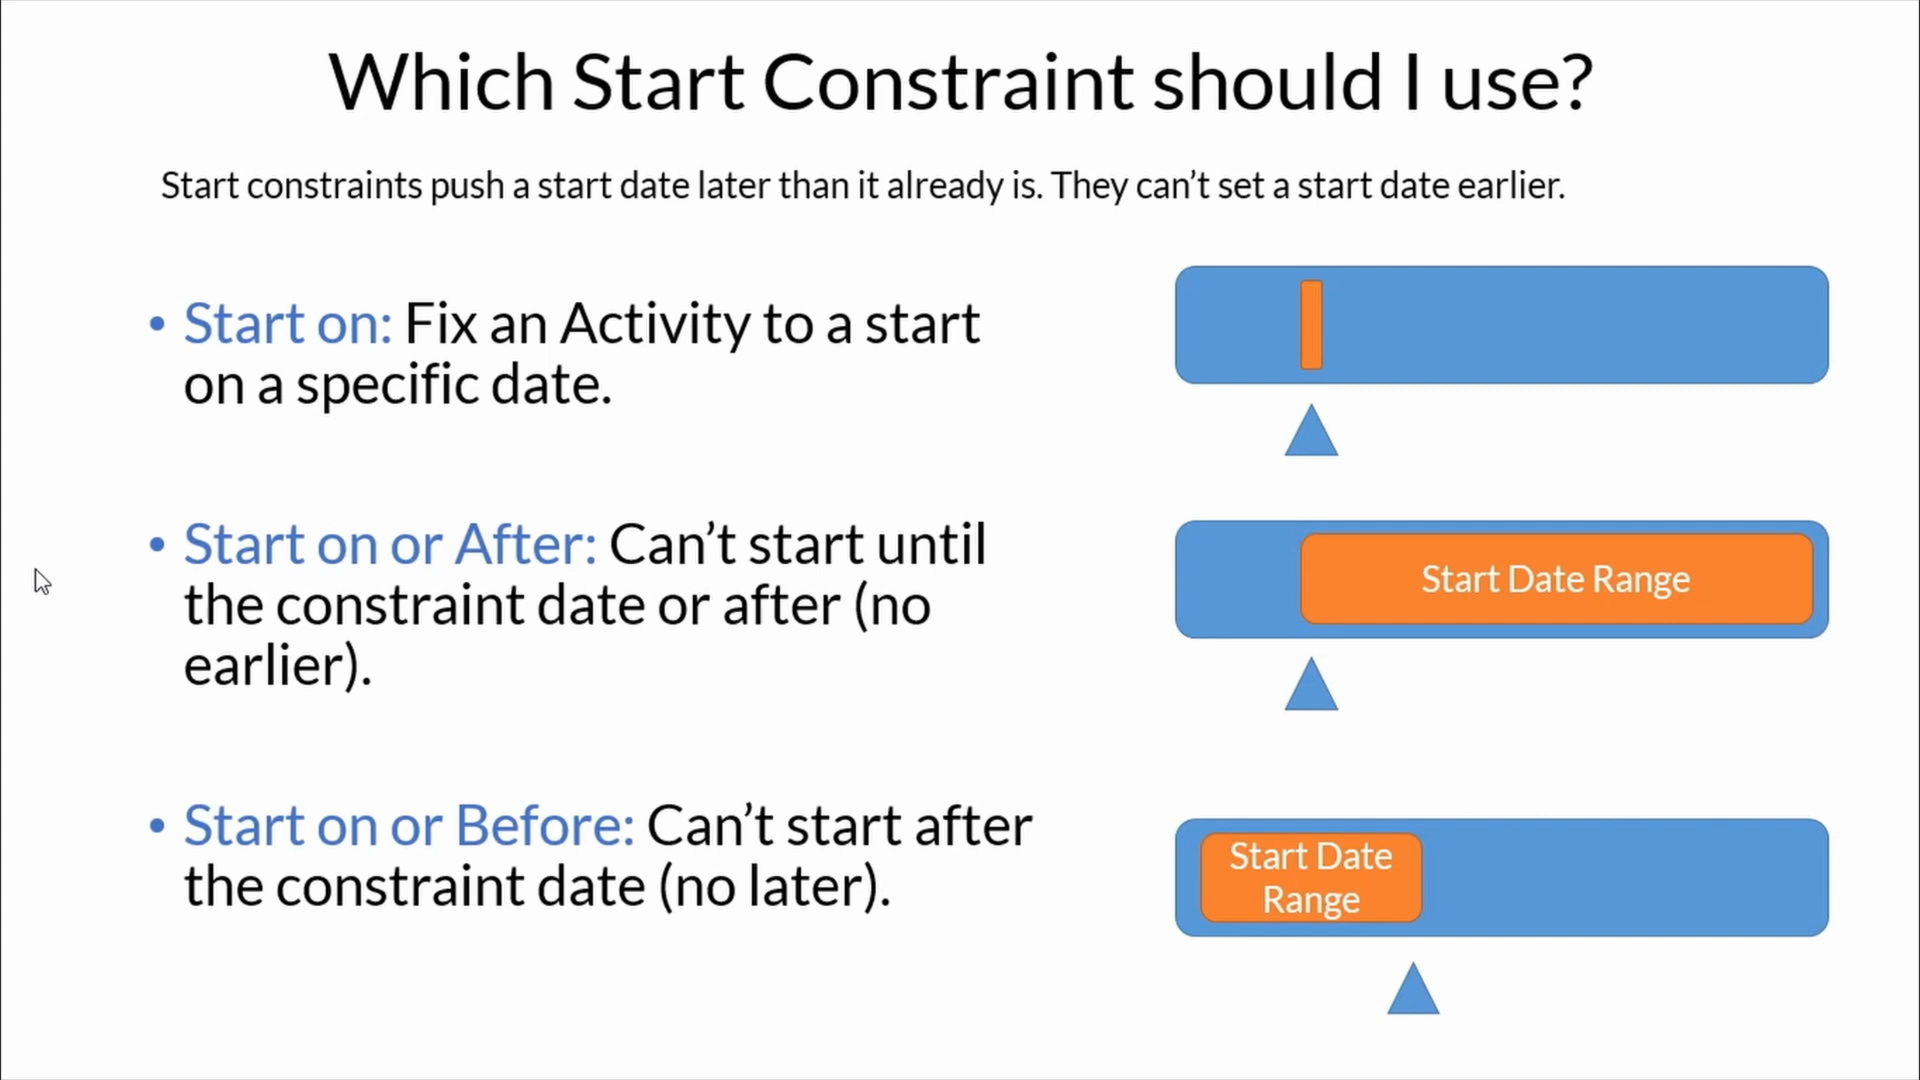 Which Start Constraint should I use?
Start constraints push a start date later than it already is. They can’t set a start date earlier.
• Start on: Fix an Activity to a start
on a specific date.
• Start on or After: Can’t start until
the constraint date or after (no
earlier).
Start Date Range
• Start on or Before: Can’t start after
the constraint date (no later).
Start Date
Range